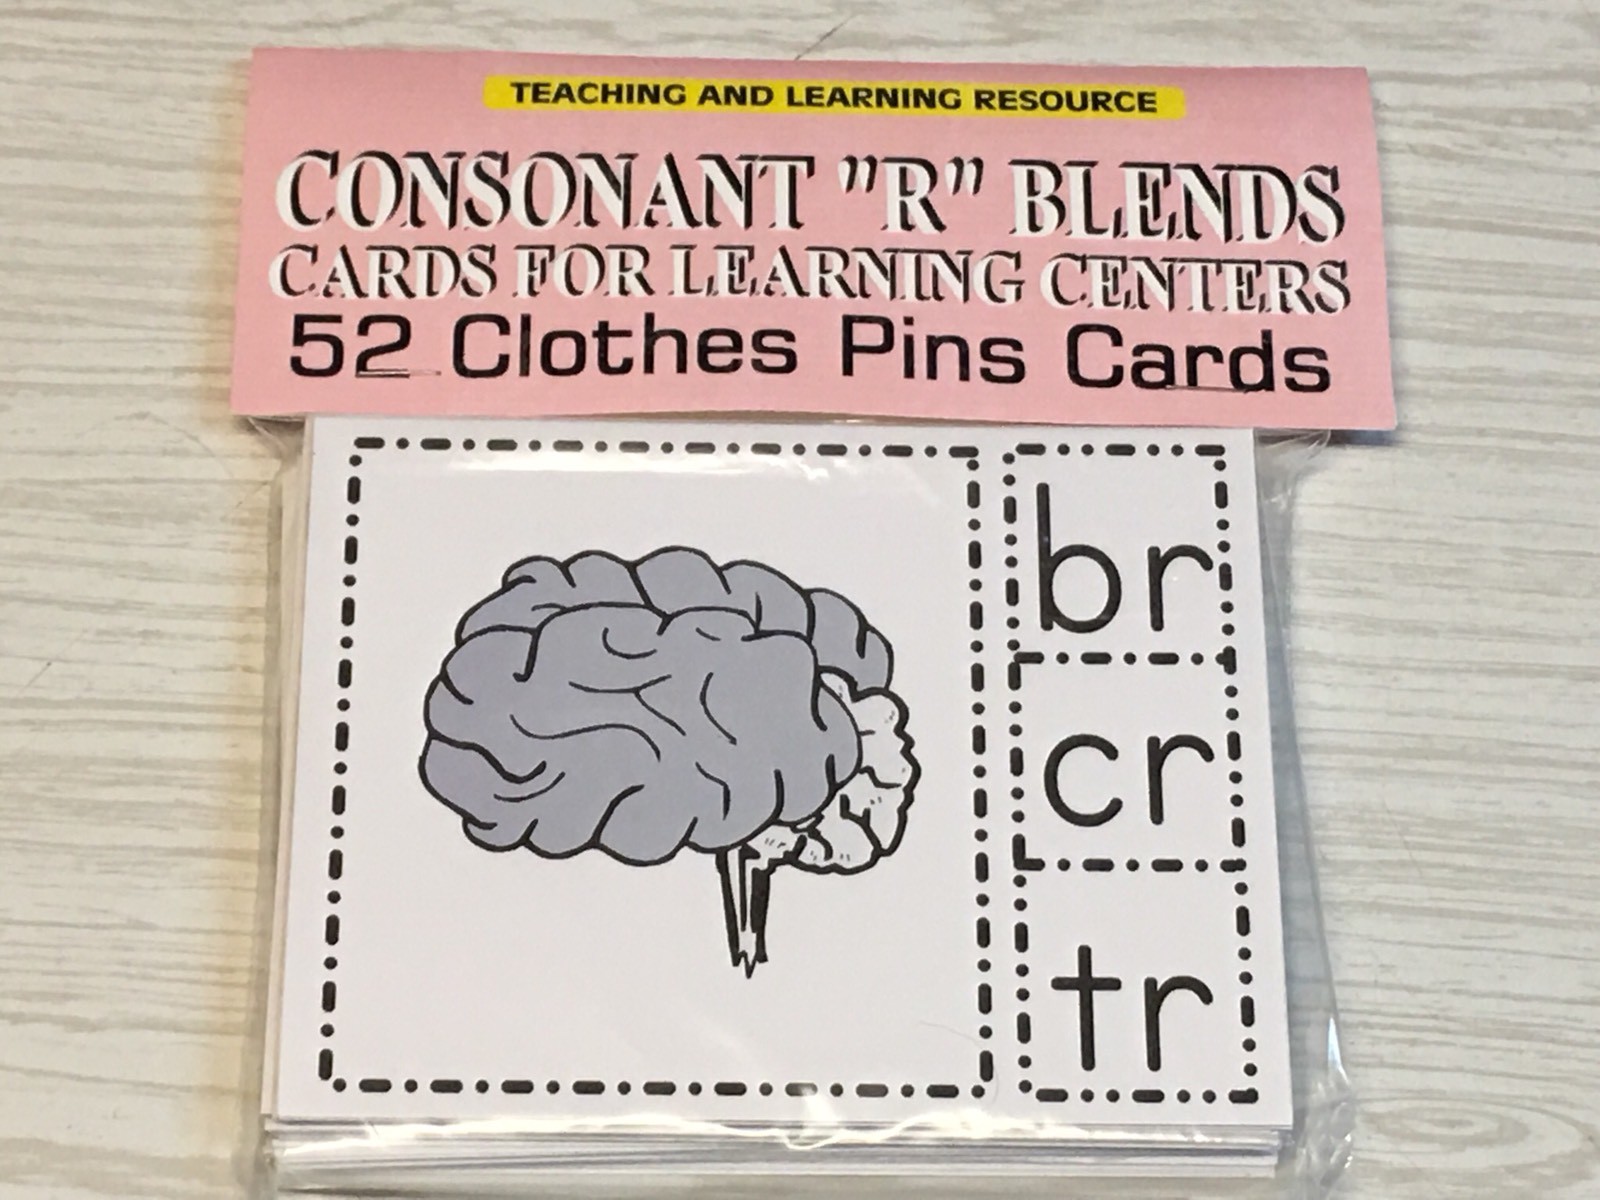 TEACHING AND LEARNING RESOURCE
CONSONANT "R" BLENDS
CARDS FOR LEARNING CENTERS
52 Clothes Pins Cards
br
cr
tr